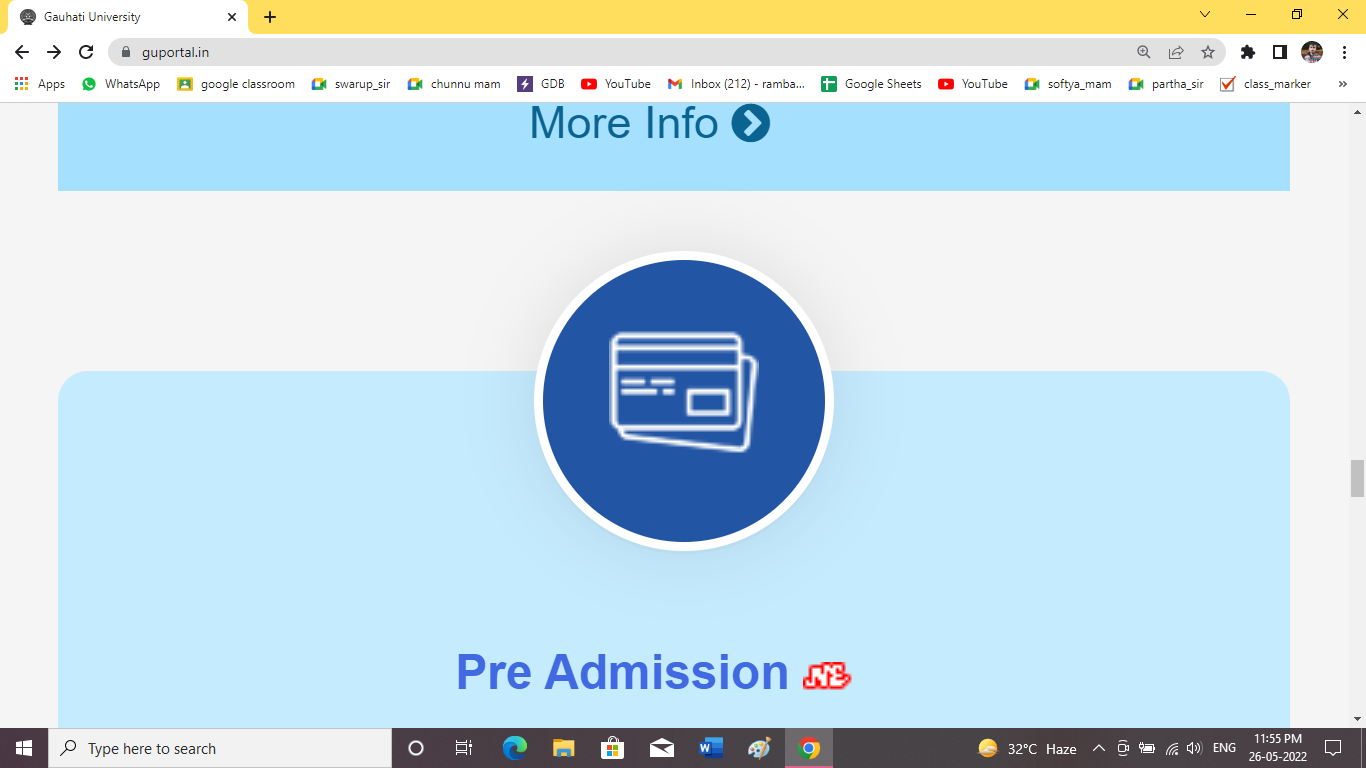 Gauhati University
guportal.in
Apps WhatsApp google classroom swarup_sir chunnu mam GDB YouTube Inbox (212) - ramba... Google Sheets YouTube softya_mam partha_sir class_marker »
More Info
Pre Admission
Type here to search
32°C Haze
ENG
11:55 PM
26-05-2022